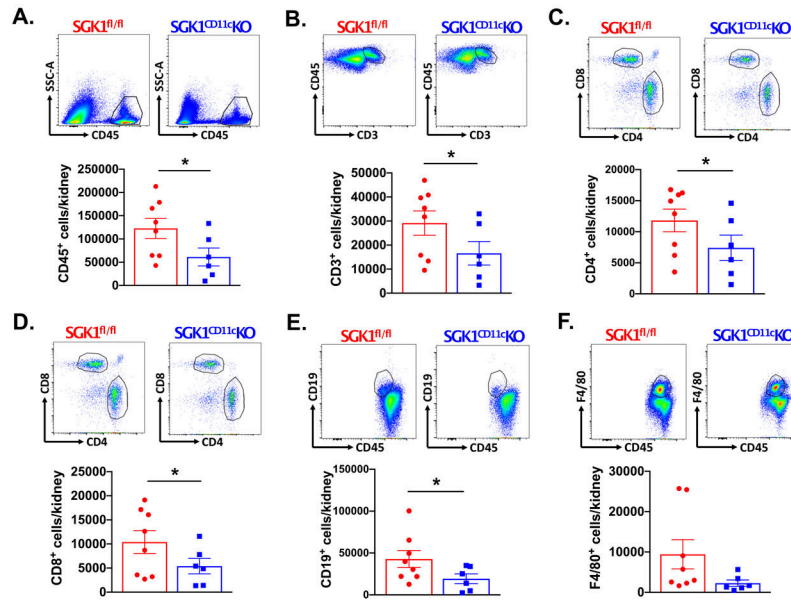 A.
SGK1fl/fl SGK1CD11cKO
SSC-A SSC-A
CD45 CD45
*
CD45+ cells/kidney
250000
200000
150000
100000
50000
0
B.
SGK1fl/fl SGK1CD11cKO
CD45 CD45
CD3 CD3
*
CD3+ cells/kidney
50000
40000
30000
20000
10000
0
C.
SGK1fl/fl SGK1CD11cKO
CD8 CD8
CD4 CD4
*
CD4+ cells/kidney
20000
15000
10000
5000
0
D.
SGK1fl/fl SGK1CD11cKO
CD8 CD8
CD4 CD4
*
CD8+ cells/kidney
25000
20000
15000
10000
5000
0
E.
SGK1fl/fl SGK1CD11cKO
CD19 CD19
CD45 CD45
*
CD19+ cells/kidney
150000
100000
50000
0
F.
SGK1fl/fl SGK1CD11cKO
F4/80 F4/80
CD45 CD45
F4/80+ cells/kidney
30000
20000
10000
0